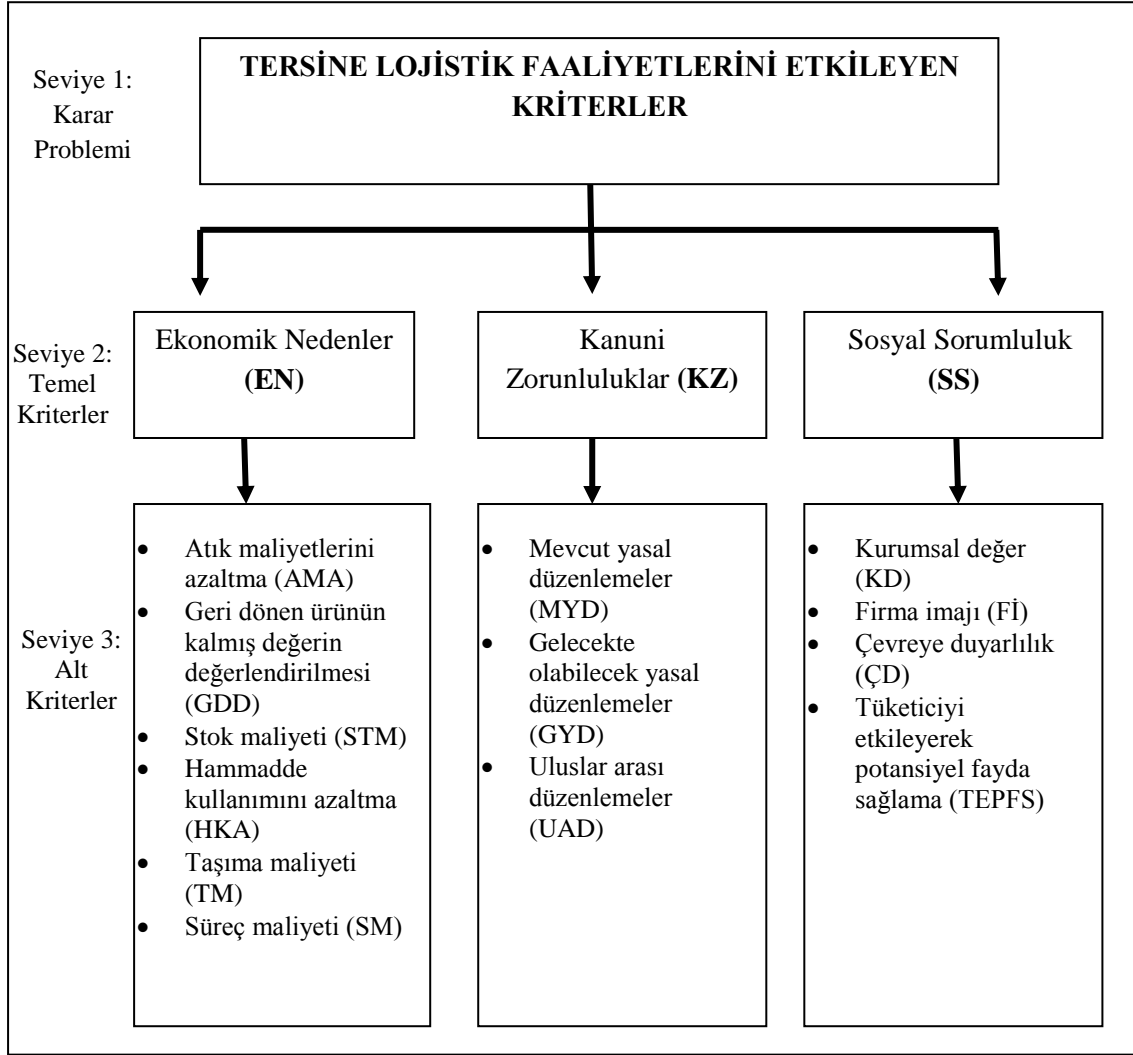 TERSİNE LOJİSTİK FAALİYETLERİNİ ETKİLEYEN
KRİTERLER
Seviye 1:
Karar
Problemi
Seviye 2:
Temel
Kriterler
Ekonomik Nedenler
(EN)
Kanuni
Zorunluluklar (KZ)
Sosyal Sorumluluk
(SS)
Seviye 3:
Alt
Kriterler
• Atık maliyetlerini
azaltma (AMA)
• Geri dönen ürünün
kalmış değerin
değerlendirilmesi
(GDD)
• Stok maliyeti (STM)
• Hammadde
kullanımını azaltma
(HKA)
• Taşıma maliyeti
(TM)
• Süreç maliyeti (SM)
• Mevcut yasal
düzenlemeler
(MYD)
• Gelecekte
olabilecek yasal
düzenlemeler
(GYD)
• Uluslar arası
düzenlemeler
(UAD)
• Kurumsal değer
(KD)
• Firma imajı (Fİ)
• Çevreye duyarlılık
(ÇD)
• Tüketiciyi
etkileyerek
potansiyel fayda
sağlama (TEPFS)